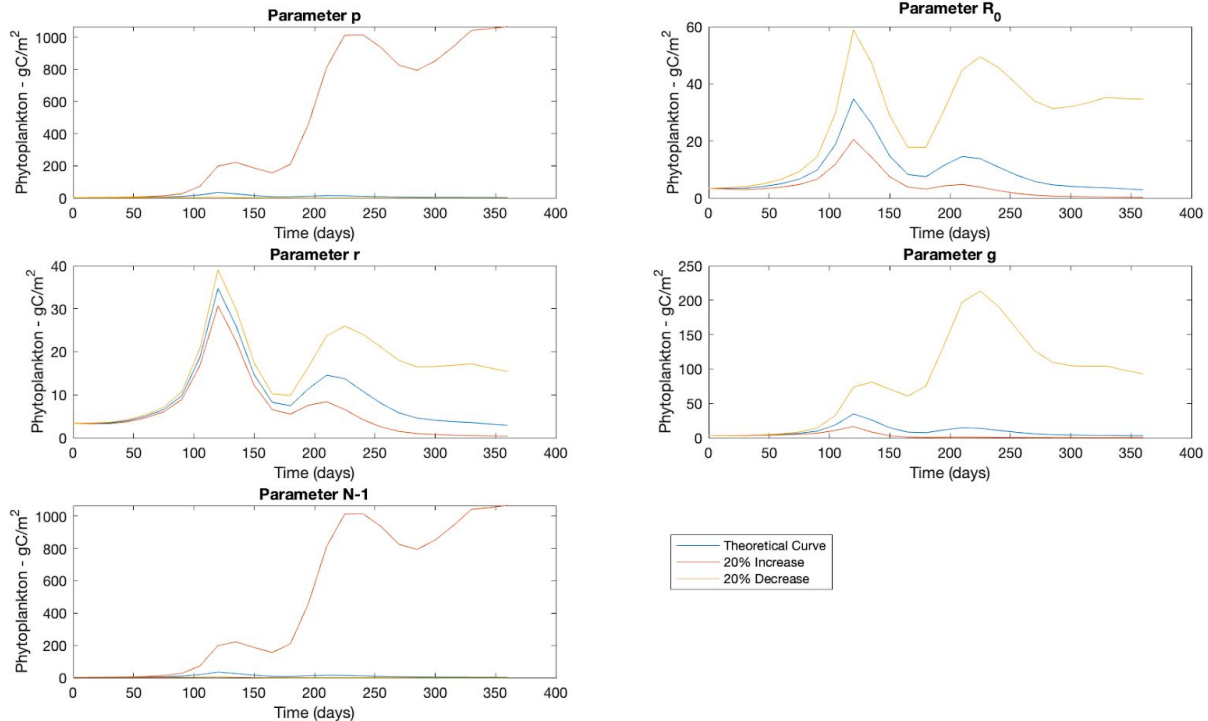 Parameter p
Phytoplankton - gC/m²
1000
800
600
400
200
0
0 50 100 150 200 250 300 350 400
Time (days)
Parameter R₀
Phytoplankton - gC/m²
60
40
20
0
0 50 100 150 200 250 300 350 400
Time (days)
Parameter r
Phytoplankton - gC/m²
40
30
20
10
0
0 50 100 150 200 250 300 350 400
Time (days)
Parameter g
Phytoplankton - gC/m²
250
200
150
100
50
0
0 50 100 150 200 250 300 350 400
Time (days)
Parameter N-1
Phytoplankton - gC/m²
1000
800
600
400
200
0
0 50 100 150 200 250 300 350 400
Time (days)
Theoretical Curve
20% Increase
20% Decrease